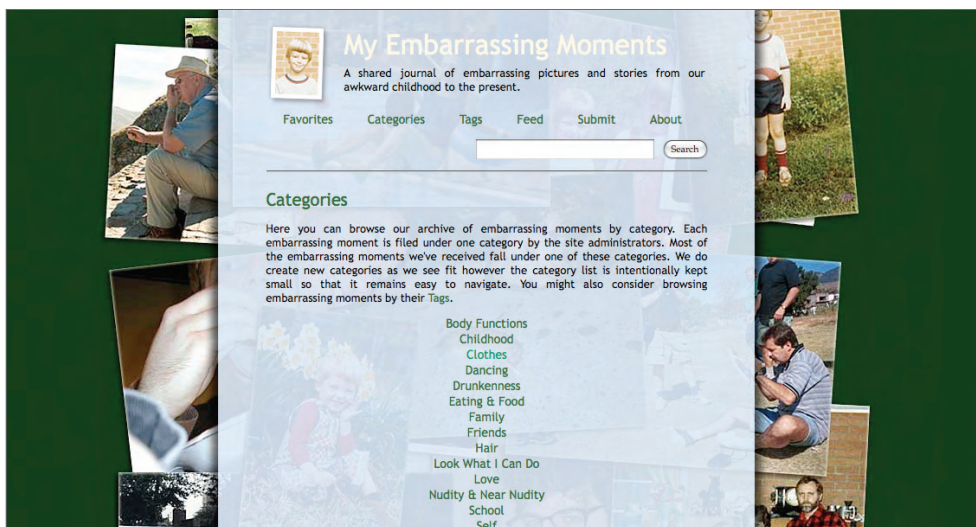 My Embarrassing Moments
A shared journal of embarrassing pictures and stories from our
awkward childhood to the present.
Favorites Categories Tags Feed Submit About
Search
Categories
Here you can browse our archive of embarrassing moments by category. Each
embarrassing moment is filed under one category by the site administrators. Most of
the embarrassing moments we've received fall under one of these categories. We do
create new categories as we see fit however the category list is intentionally kept
small so that it remains easy to navigate. You might also consider browsing
embarrassing moments by their Tags.
Body Functions
Childhood
Clothes
Dancing
Drunkenness
Eating & Food
Family
Friends
Hair
Look What I Can Do
Love
Nudity & Near Nudity
School
Self